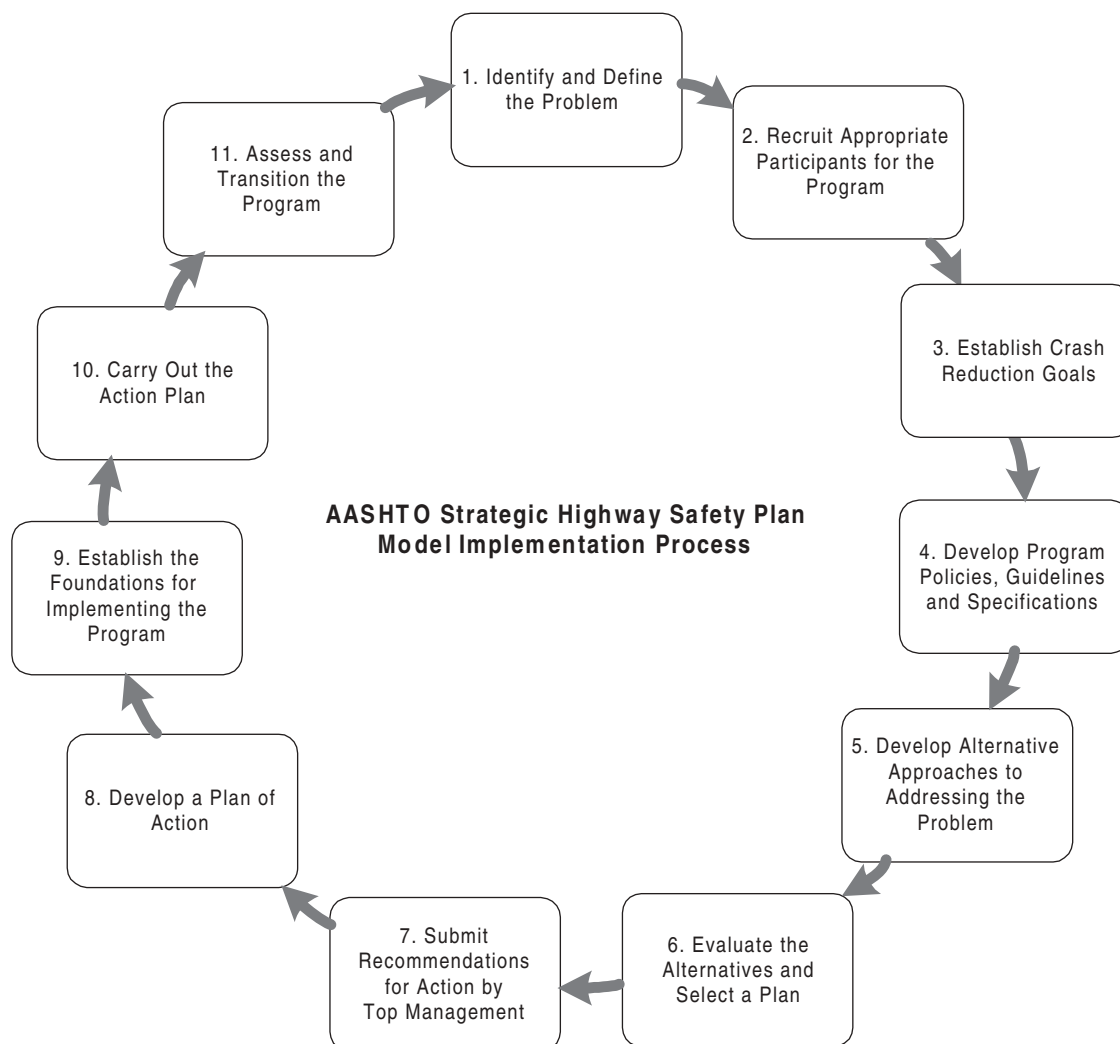 1. Identify and Define
the Problem
2. Recruit Appropriate
Participants for the
Program
3. Establish Crash
Reduction Goals
4. Develop Program
Policies, Guidelines
and Specifications
5. Develop Alternative
Approaches to
Addressing the
Problem
6. Evaluate the
Alternatives and
Select a Plan
7. Submit
Recommendations
for Action by
Top Management
8. Develop a Plan of
Action
9. Establish the
Foundations for
Implementing the
Program
10. Carry Out the
Action Plan
11. Assess and
Transition the
Program
AASHTO Strategic Highway Safety Plan
Model Implementation Process